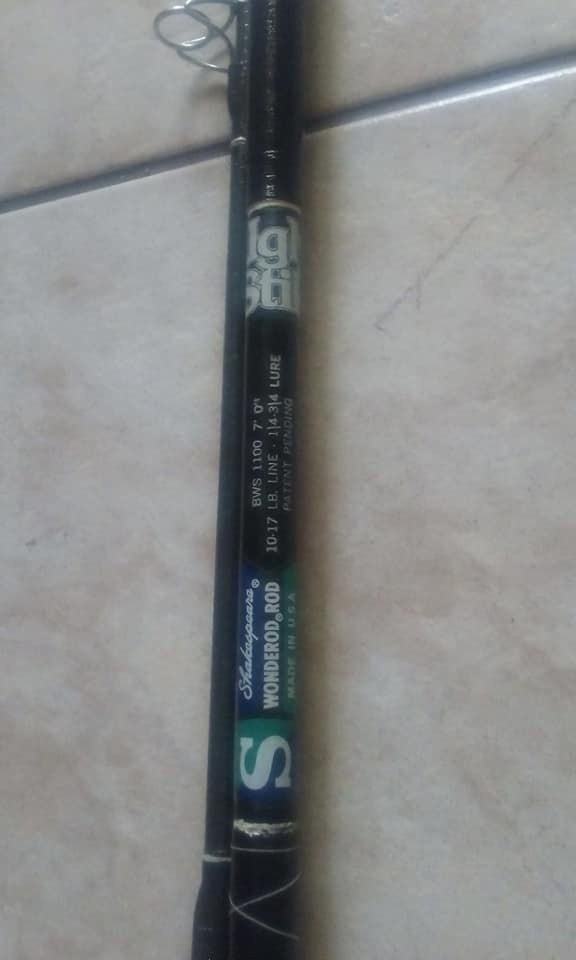 BWS 1100 7' 0"
10-17 LB. LINE · 1|4-3|4 LURE
PATENT PENDING
Shakespeare®
WONDEROD® ROD
MADE IN U.S.A
S